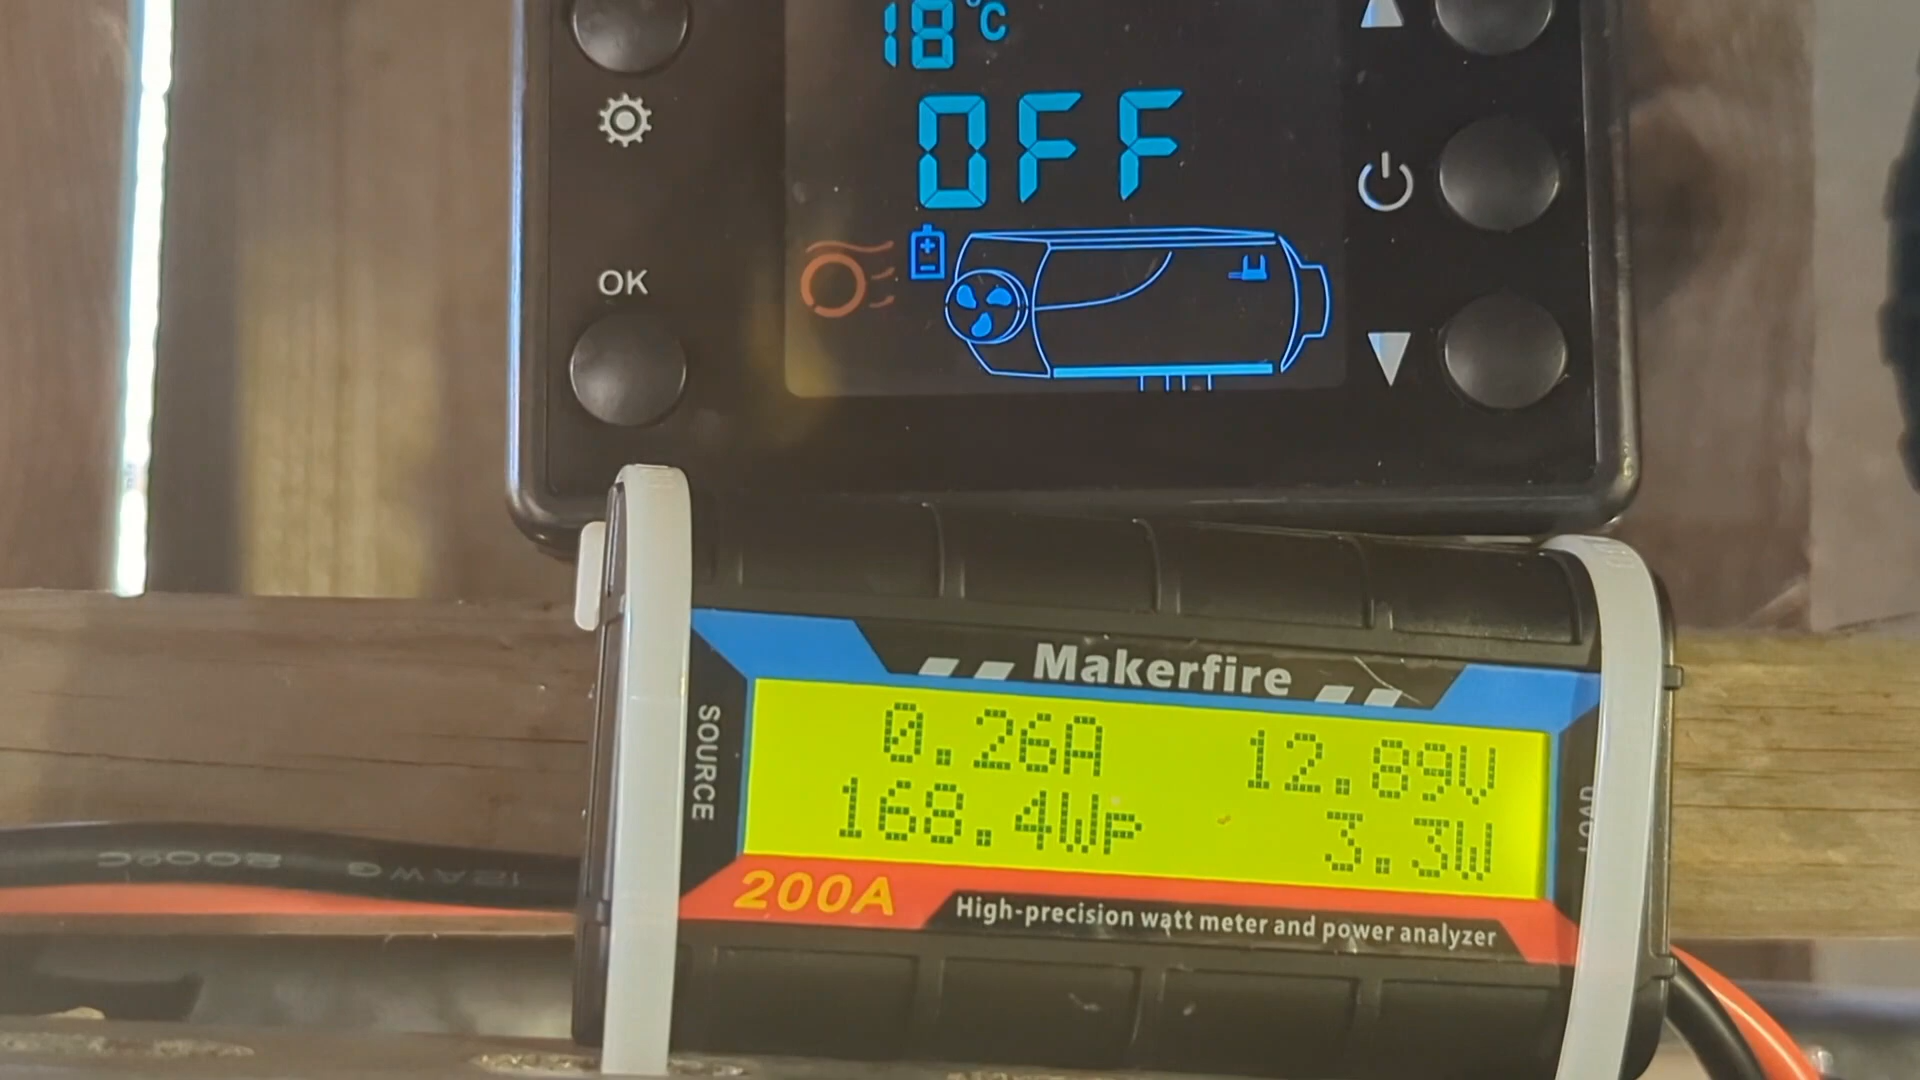 18°C
OFF
OK
Makerfire
SOURCE
0.26A 12.89V
168.4Wp 3.3W
LOAD
200A
High-precision watt meter and power analyzer
12AWG 200°C